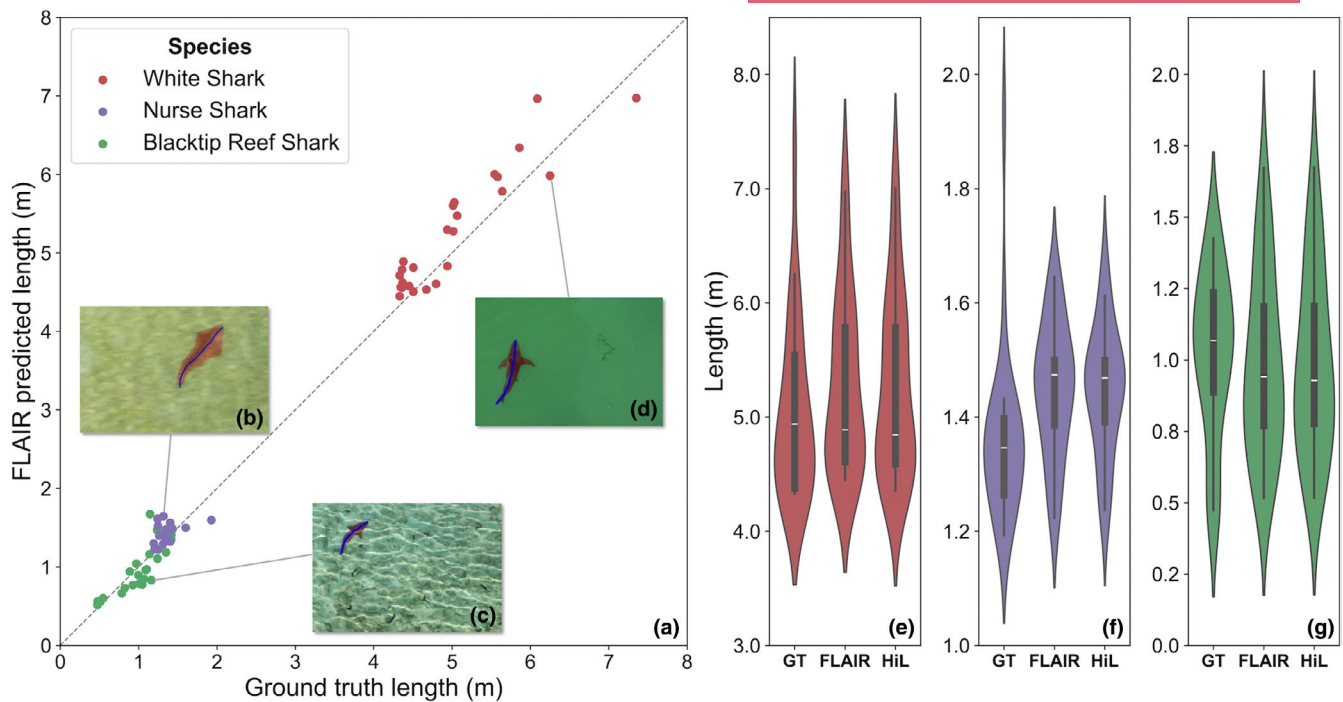 8
7
6
5
4
3
2
1
0
FLAIR predicted length (m)
Species
White Shark
Nurse Shark
Blacktip Reef Shark
(b)
(d)
(c)
(a)
0 1 2 3 4 5 6 7 8
Ground truth length (m)
Length (m)
8.0
7.0
6.0
5.0
4.0
3.0
(e)
GT FLAIR HiL
2.0
1.8
1.6
1.4
1.2
1.0
(f)
GT FLAIR HiL
2.0
1.8
1.5
1.2
1.0
0.8
0.5
0.2
0.0
(g)
GT FLAIR HiL